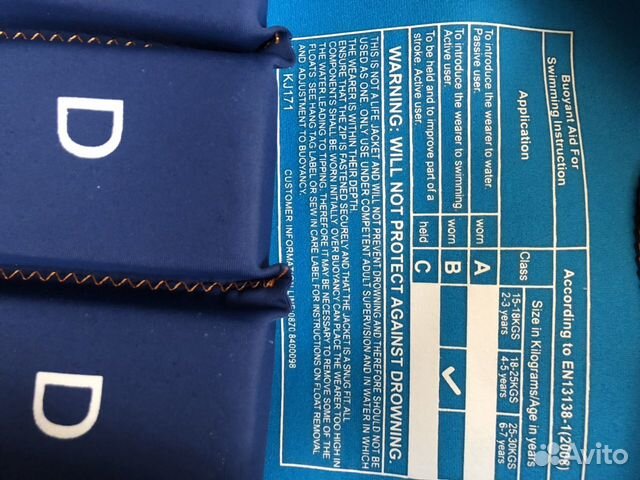 Buoyant Aid For
Swimming Instruction
According to EN13138-1(2008)
Application
Class
Size in Kilograms/Age in years
15-18KGS
2-3 years
18-25KGS
4-5 years
25-30KGS
6-7 years
To introduce the wearer to water.
Passive user.
worn
A
To introduce the wearer to swimming.
Active user.
worn
B
To be held and to improve part of a
stroke. Active user.
held
C
WARNING: WILL NOT PROTECT AGAINST DROWNING.
THIS IS NOT A LIFE JACKET AND WILL NOT PREVENT DROWNING AND THEREFORE SHOULD NOT BE
USED AS ONE. ONLY USE UNDER COMPETENT ADULT SUPERVISION AND IN WATER IN WHICH
THE WEARER IS WITHIN THEIR DEPTH.
ENSURE THAT THE ZIP IS FASTENED SECURELY AND THAT THE JACKET IS A SNUG FIT. ALL
COMPONENTS SHALL BE WORN INITIALLY. OVER BUOYANCY CAN PLACE THE WEARER TOO HIGH IN
THE WATER LEADING TO TIPPING, THEREFORE IT MAY BE NECESSARY TO REMOVE SOME OF THE
FLOATS. SEE HANG TAG LABEL OR SEW IN CARE LABEL FOR INSTRUCTIONS ON FLOAT REMOVAL
AND ADJUSTMENT TO BUOYANCY.
KJ171
CUSTOMER INFORMATION LINE 0870 8400098
D
D
Avito